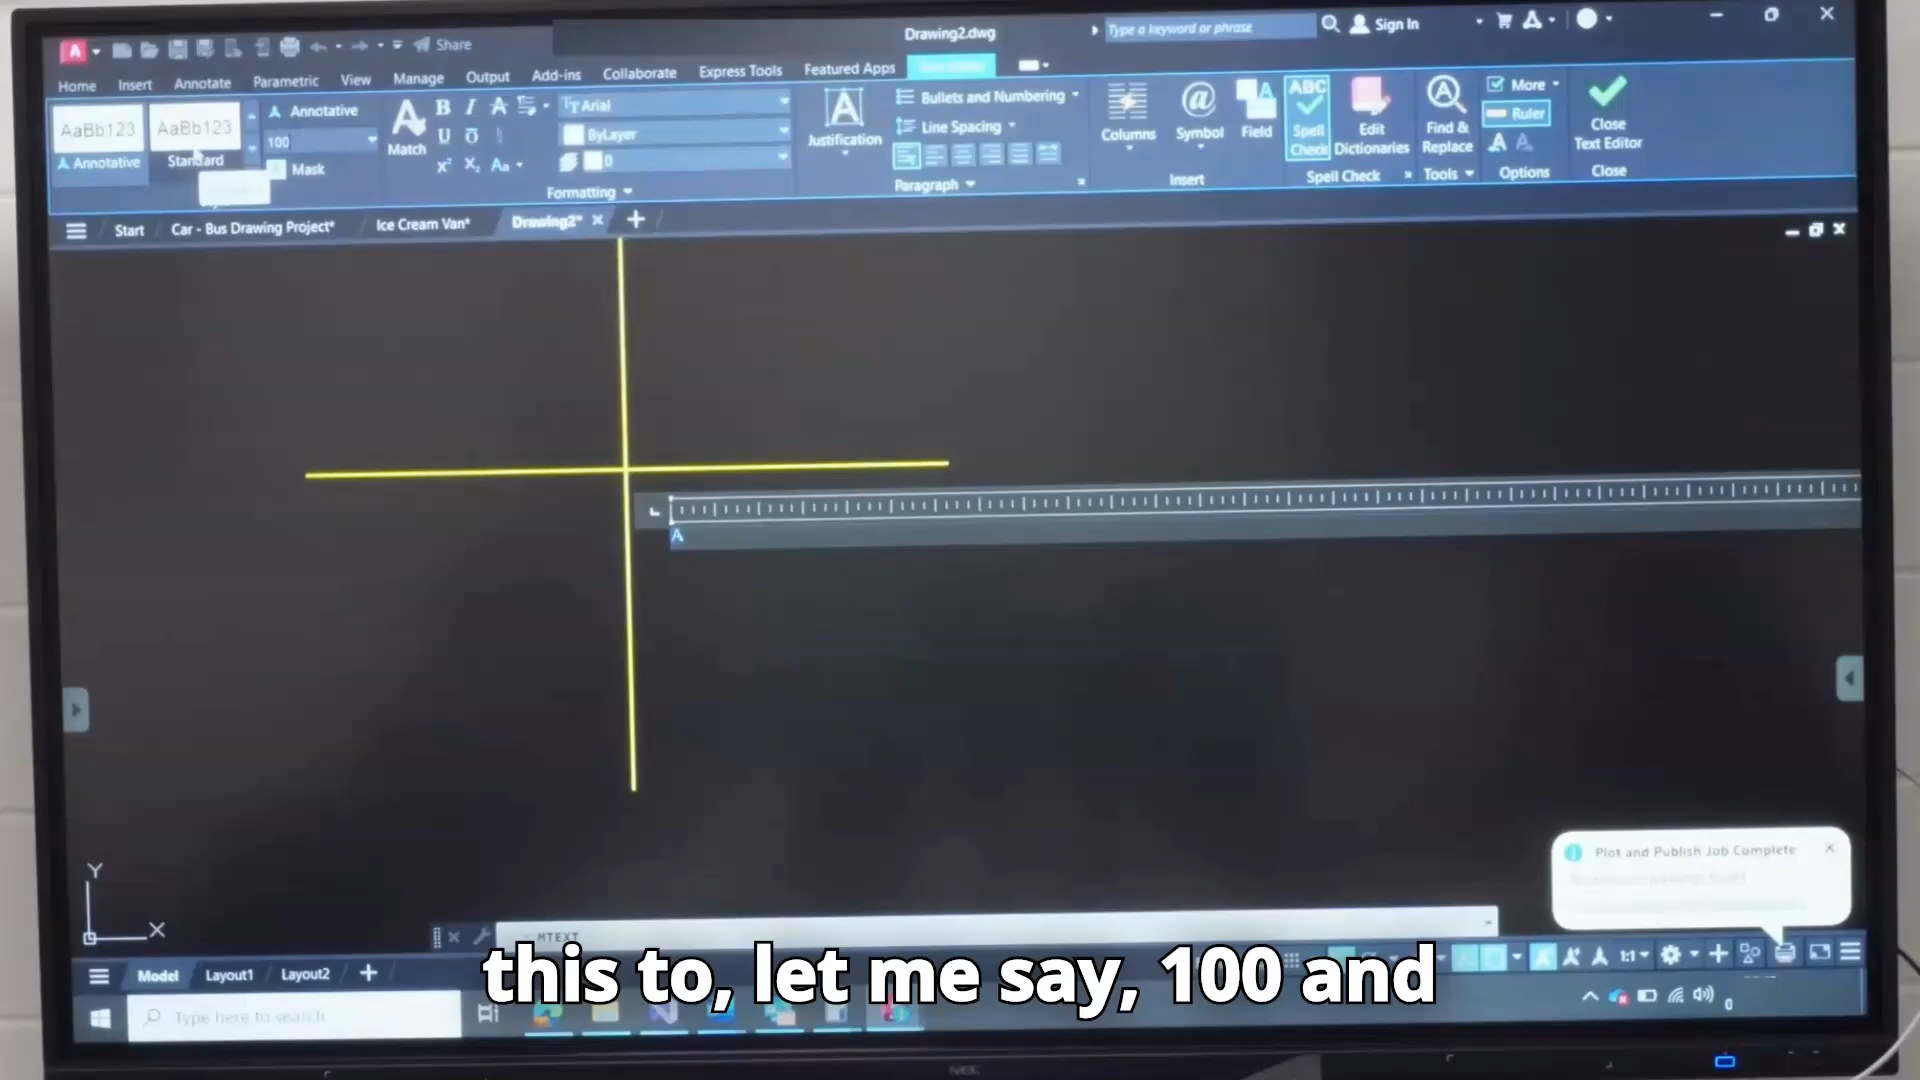 Drawing2.dwg
Type a keyword or phrase
Sign In
Share
Home
Insert
Annotate
Parametric
View
Manage
Output
Add-ins
Collaborate
Express Tools
Featured Apps
AaBb123
AaBb123
Annotative
Standard
Annotative
100
Mask
A
Match
B
I
U
Aa
Arial
ByLayer
0
Formatting
A
Justification
Bullets and Numbering
Line Spacing
Paragraph
Columns
@
Symbol
A
Field
Insert
ABC
Spell
Check
Edit
Dictionaries
Spell Check
Find &
Replace
Tools
More
Ruler
Options
Close
Text Editor
Close
Start
Car - Bus Drawing Project*
Ice Cream Van*
Drawing2*
A
Y
X
Plot and Publish Job Complete
MTEXT
Model
Layout1
Layout2
1:1
this to, let me say, 100 and
Type here to search
NEC